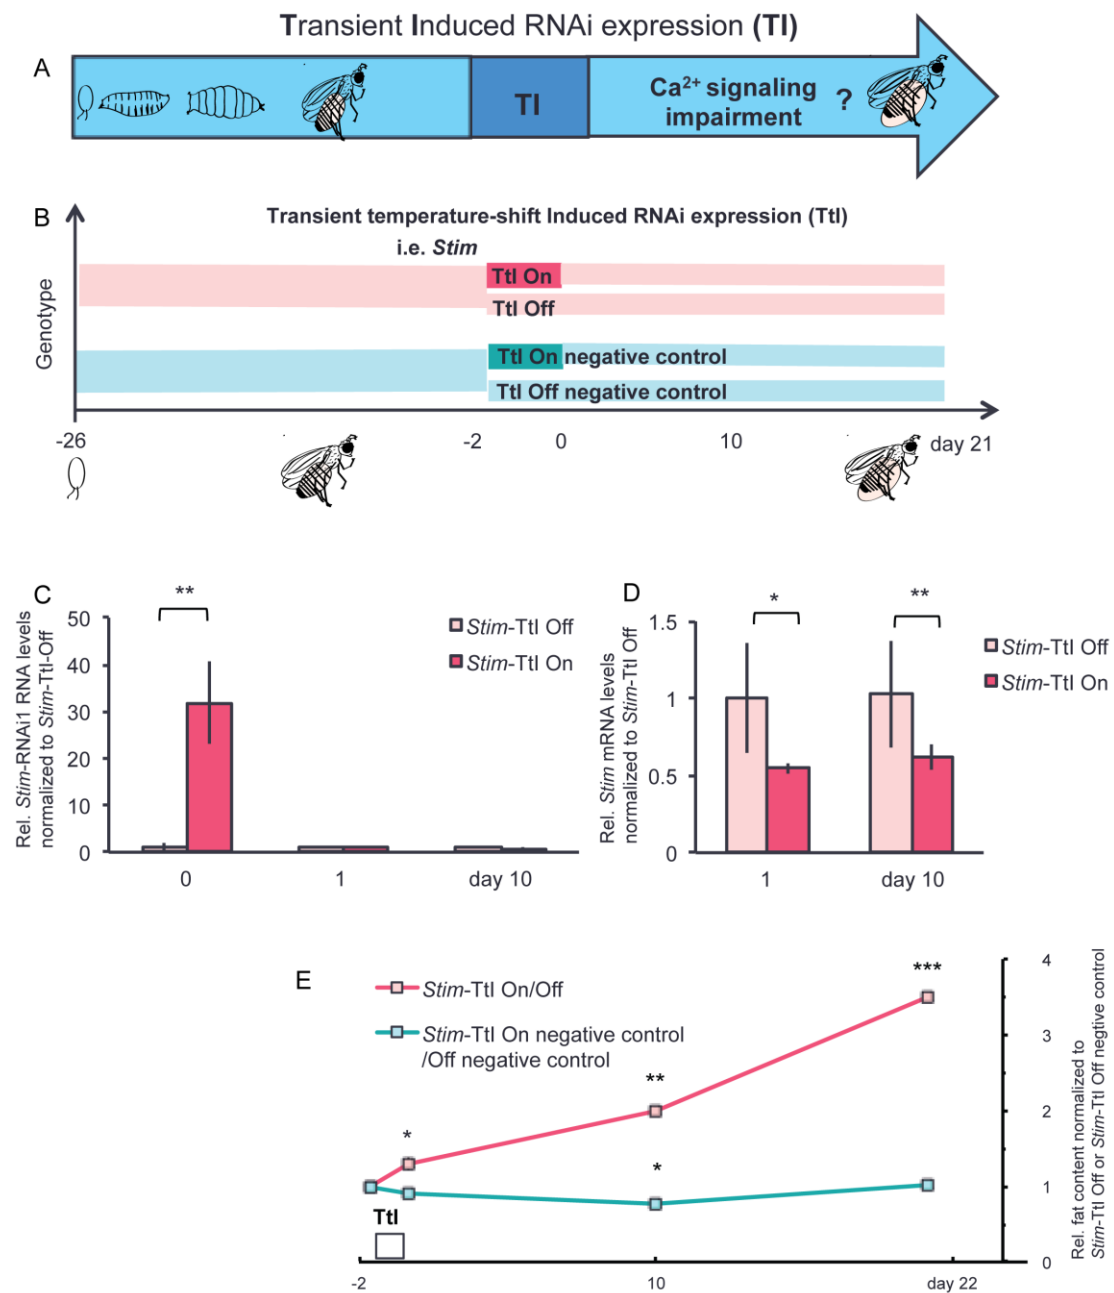 Transient Induced RNAi expression (TI)
A
TI
Ca2+ signaling
impairment
?
B
Transient temperature-shift Induced RNAi expression (TtI)
i.e. Stim
TtI On
TtI Off
TtI On negative control
TtI Off negative control
Genotype
-26
-2
0
10
day 21
C
**
Rel. Stim-RNAi1 RNA levels
normalized to Stim-TtI-Off
50
40
30
20
10
0
0
1
day 10
Stim-TtI Off
Stim-TtI On
D
*
**
Rel. Stim mRNA levels
normalized to Stim-TtI Off
1.5
1
0.5
0
1
day 10
Stim-TtI Off
Stim-TtI On
E
Stim-TtI On/Off
Stim-TtI On negative control
/Off negative control
*
**
*
***
TtI
-2
10
day 22
4
3
2
1
0
Rel. fat content normalized to
Stim-TtI Off or Stim-TtI Off negtive control